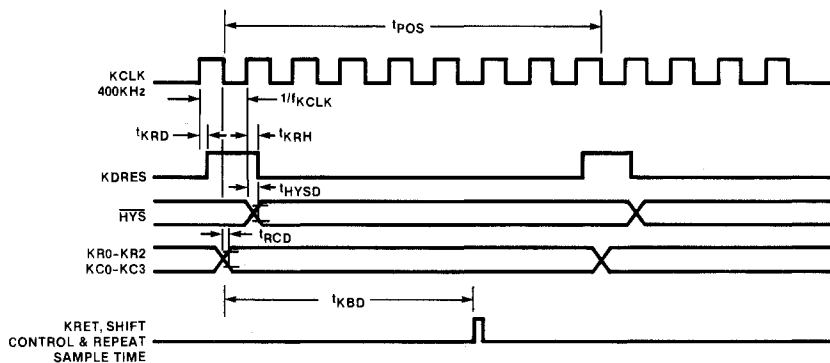 tPOS
KCLK
400KHz
1/fKCLK
tKRD
tKRH
KDRES
tHYSD
HYS
tRCD
KR0-KR2
KC0-KC3
tKBD
KRET, SHIFT
CONTROL & REPEAT
SAMPLE TIME